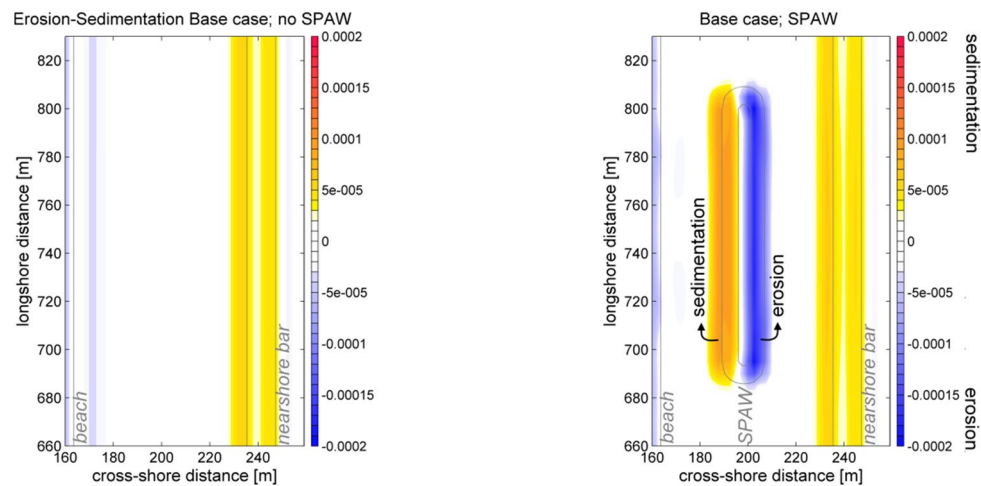 Erosion-Sedimentation Base case; no SPAW
820
800
780
760
740
720
700
680
660
longshore distance [m]
160 180 200 220 240
cross-shore distance [m]
beach
nearshore bar
0.0002
0.00015
0.0001
5e-005
0
-5e-005
-0.0001
-0.00015
-0.0002
Base case; SPAW
820
800
780
760
740
720
700
680
660
longshore distance [m]
160 180 200 220 240
cross-shore distance [m]
beach
sedimentation
SPAW
erosion
nearshore bar
0.0002
0.00015
0.0001
5e-005
0
-5e-005
-0.0001
-0.00015
-0.0002
sedimentation
erosion